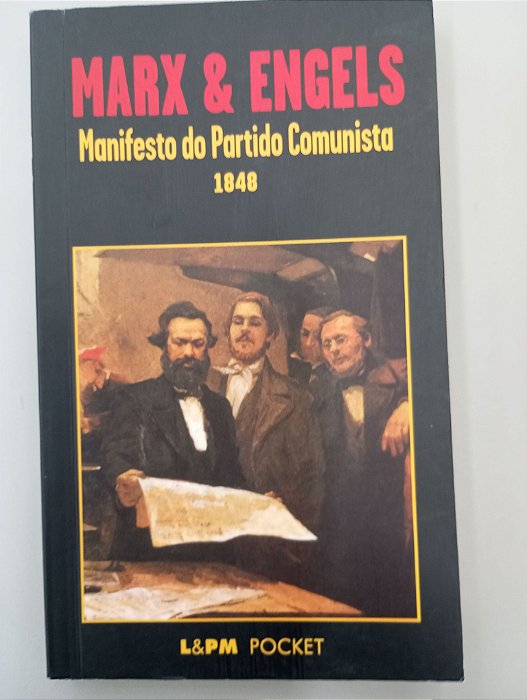 MARX & ENGELS
Manifesto do Partido Comunista
1848
L&PM POCKET